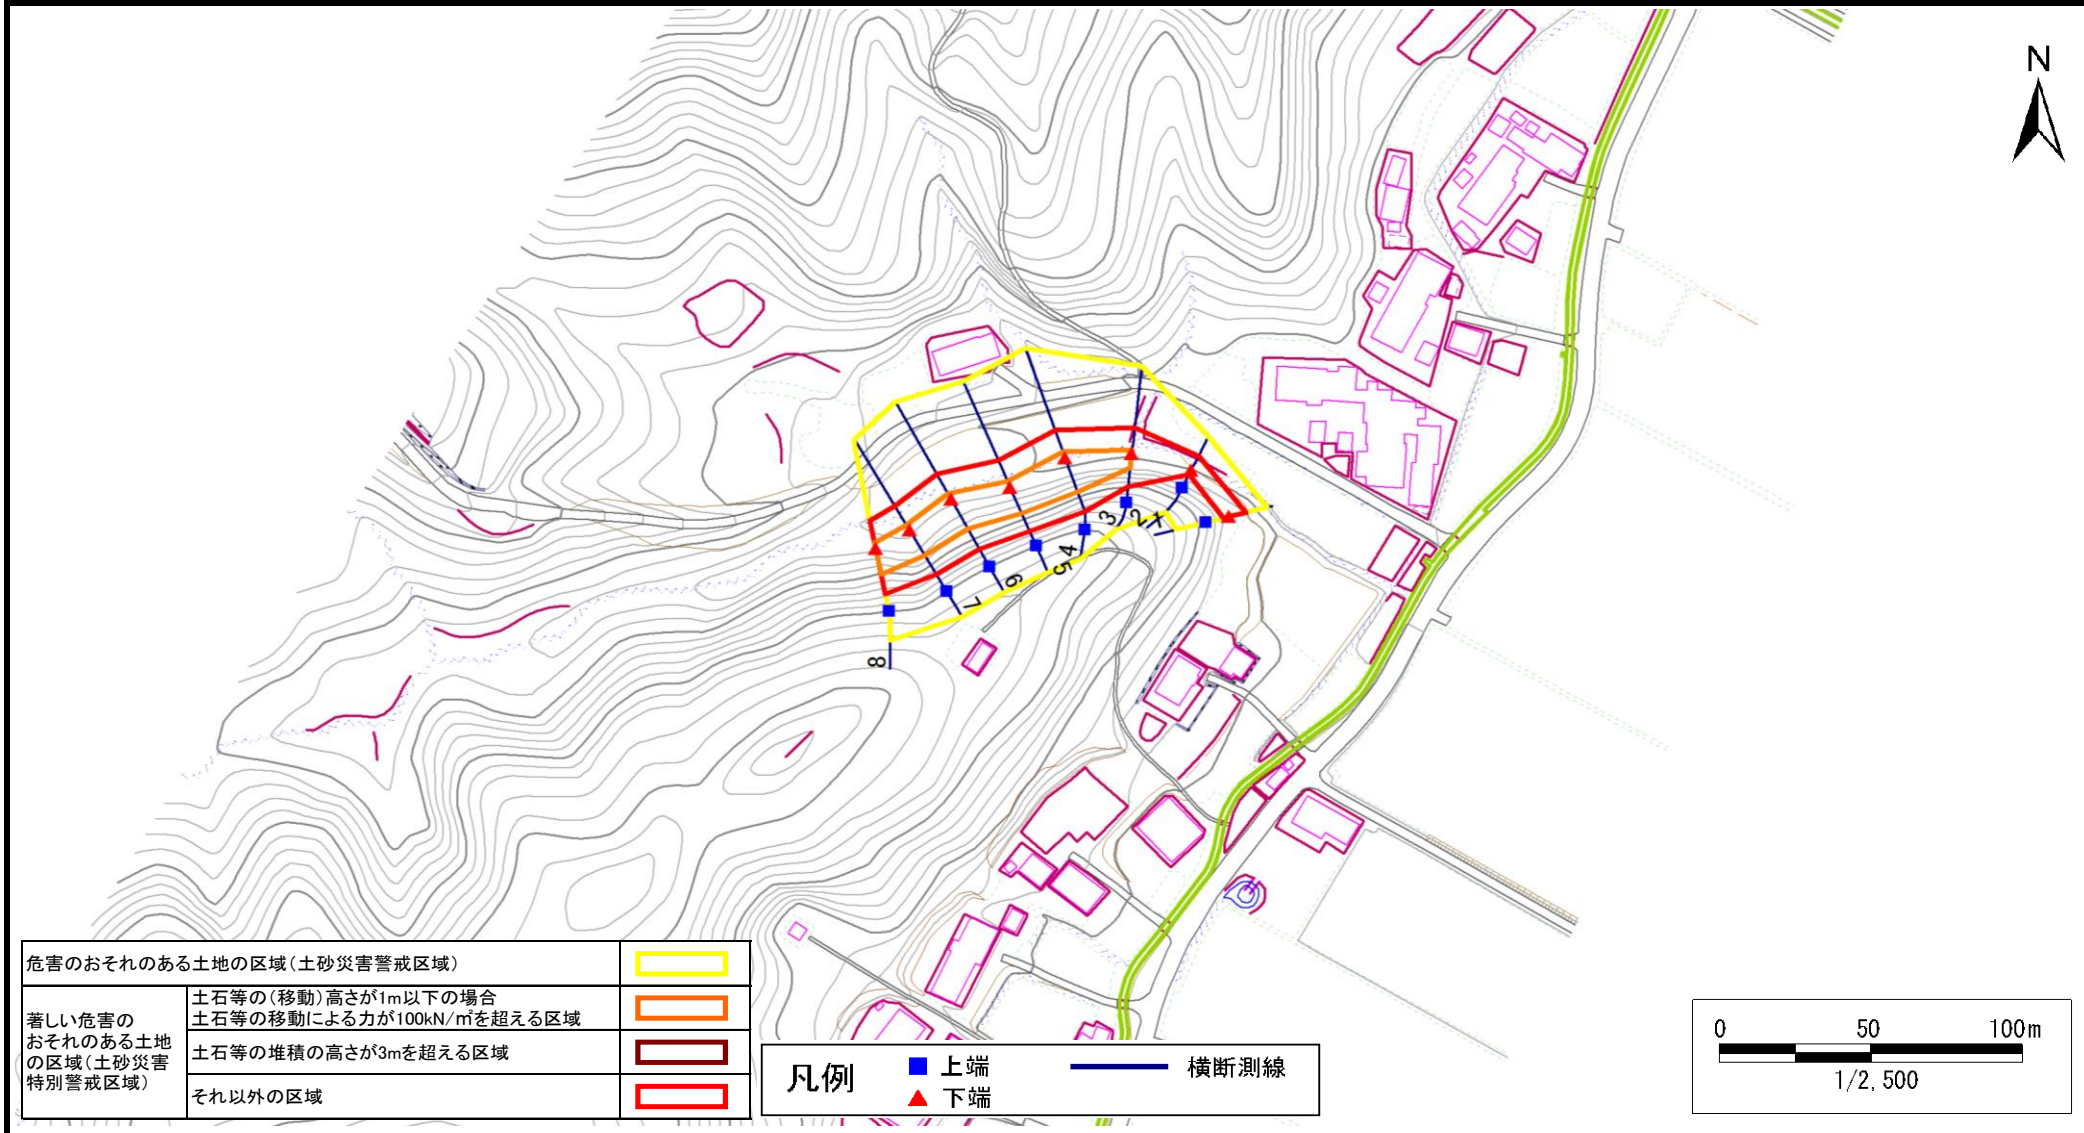 N
3
2
1
4
5
6
7
8
危害のおそれのある土地の区域(土砂災害警戒区域)
著しい危害の
おそれのある土地
の区域(土砂災害
特別警戒区域)
土石等の(移動)高さが1m以下の場合
土石等の移動による力が100kN/㎡を超える区域
土石等の堆積の高さが3mを超える区域
それ以外の区域
凡例
上端
横断測線
下端
0 50 100m
1/2,500